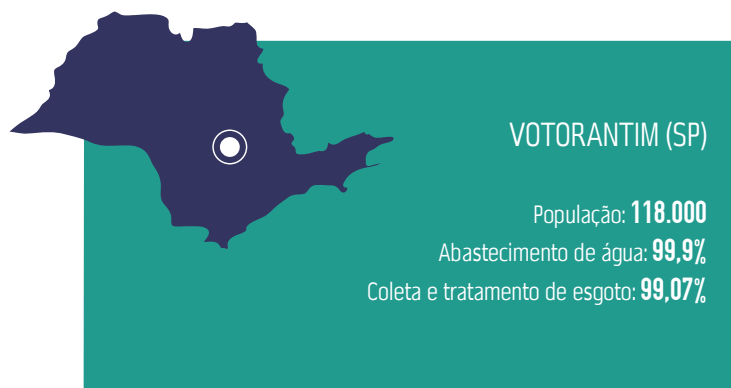 VOTORANTIM (SP)
População: 118.000
Abastecimento de água: 99,9%
Coleta e tratamento de esgoto: 99,07%